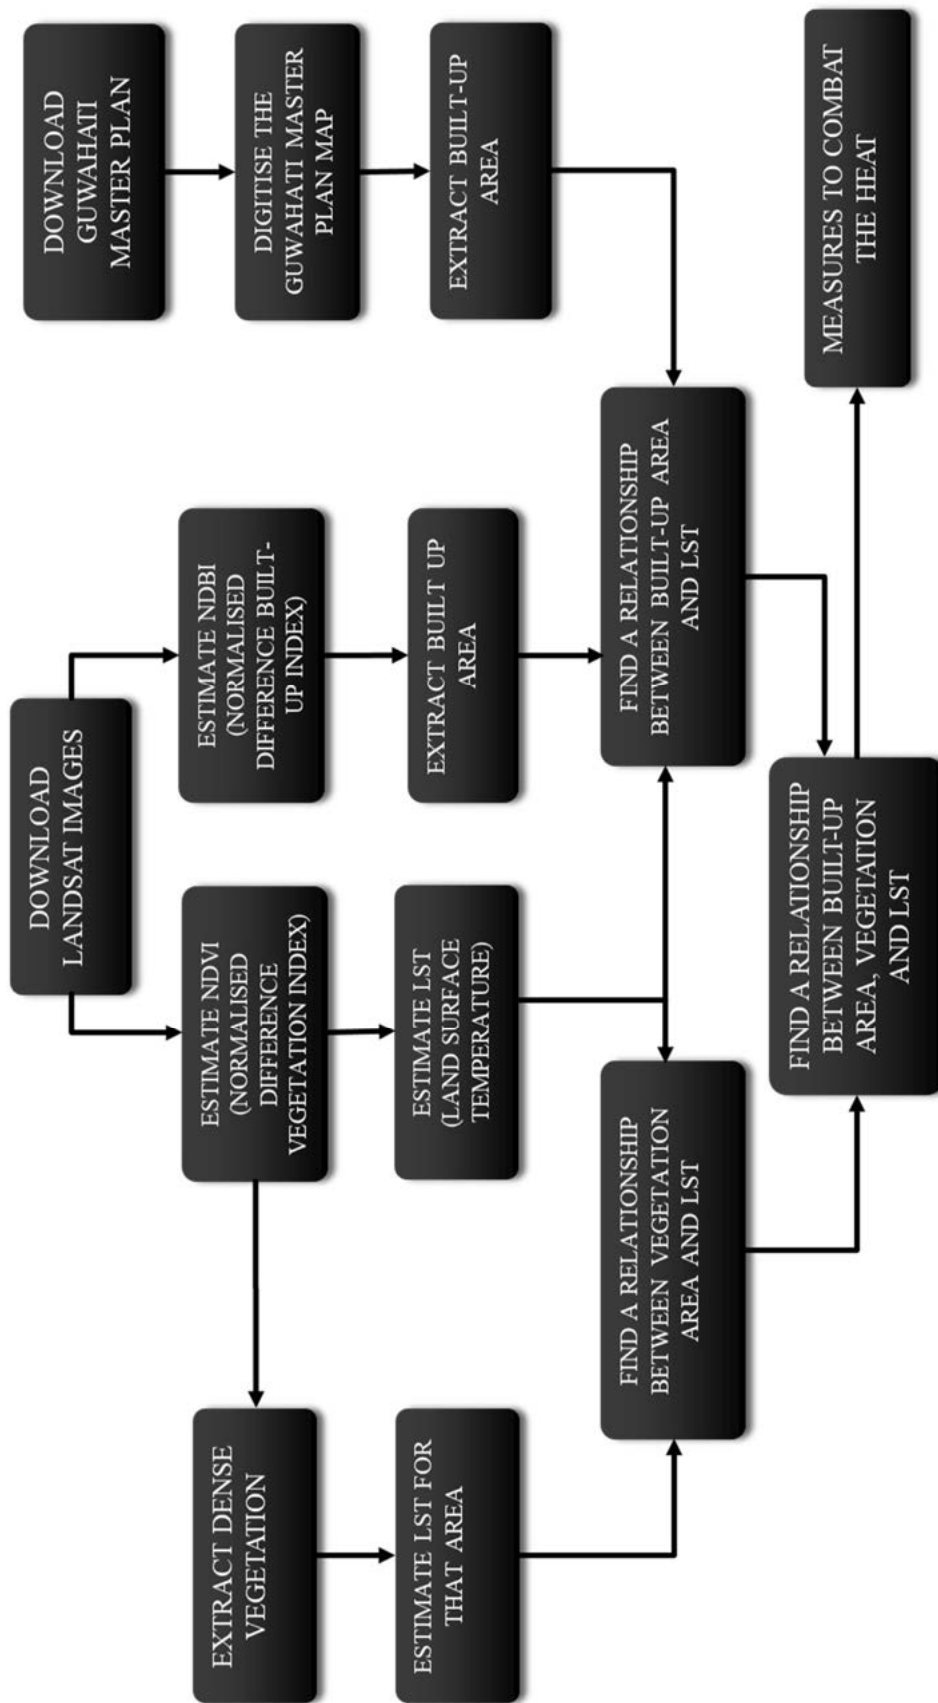 DOWNLOAD
LANDSAT IMAGES
DOWNLOAD
GUWAHATI
MASTER PLAN
EXTRACT DENSE
VEGETATION
ESTIMATE NDVI
(NORMALISED
DIFFERENCE
VEGETATION INDEX)
ESTIMATE NDBI
(NORMALISED
DIFFERENCE BUILT-
UP INDEX)
DIGITISE THE
GUWAHATI MASTER
PLAN MAP
ESTIMATE LST FOR
THAT AREA
ESTIMATE LST
(LAND SURFACE
TEMPERATURE)
EXTRACT BUILT UP
AREA
EXTRACT BUILT-UP
AREA
FIND A RELATIONSHIP
BETWEEN VEGETATION
AREA AND LST
FIND A RELATIONSHIP
BETWEEN BUILT-UP AREA
AND LST
FIND A RELATIONSHIP
BETWEEN BUILT-UP
AREA, VEGETATION
AND LST
MEASURES TO COMBAT
THE HEAT